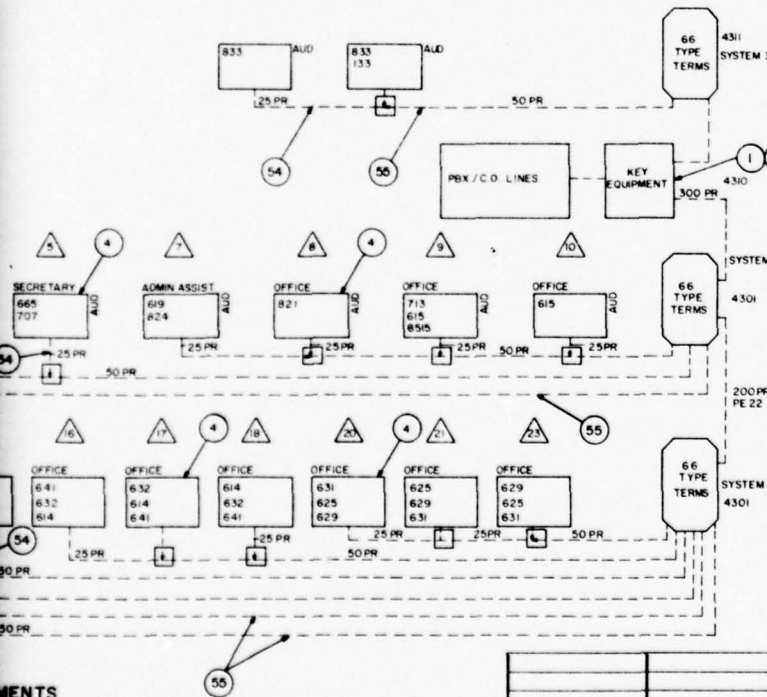 833
AUD
833
133
AUD
66
TYPE
TERMS
4311
SYSTEM
25 PR
50 PR
54
55
PBX / C.O. LINES
KEY
EQUIPMENT
1
4310
300 PR
5
4
7
8
4
9
10
SECRETARY
665
707
AUD
ADMIN ASSIST
619
824
AUD
OFFICE
821
AUD
OFFICE
713
615
8515
AUD
OFFICE
615
AUD
66
TYPE
TERMS
SYSTEM
4301
25 PR
25 PR
25 PR
25 PR
50 PR
25 PR
200 PR
PE 22
55
16
17
4
18
20
4
21
23
OFFICE
641
632
614
OFFICE
632
614
641
OFFICE
614
632
641
OFFICE
631
625
629
OFFICE
625
629
631
OFFICE
629
625
631
66
TYPE
TERMS
SYSTEM
4301
54
25 PR
25 PR
50 PR
25 PR
25 PR
50 PR
50 PR
50 PR
55
MENTS